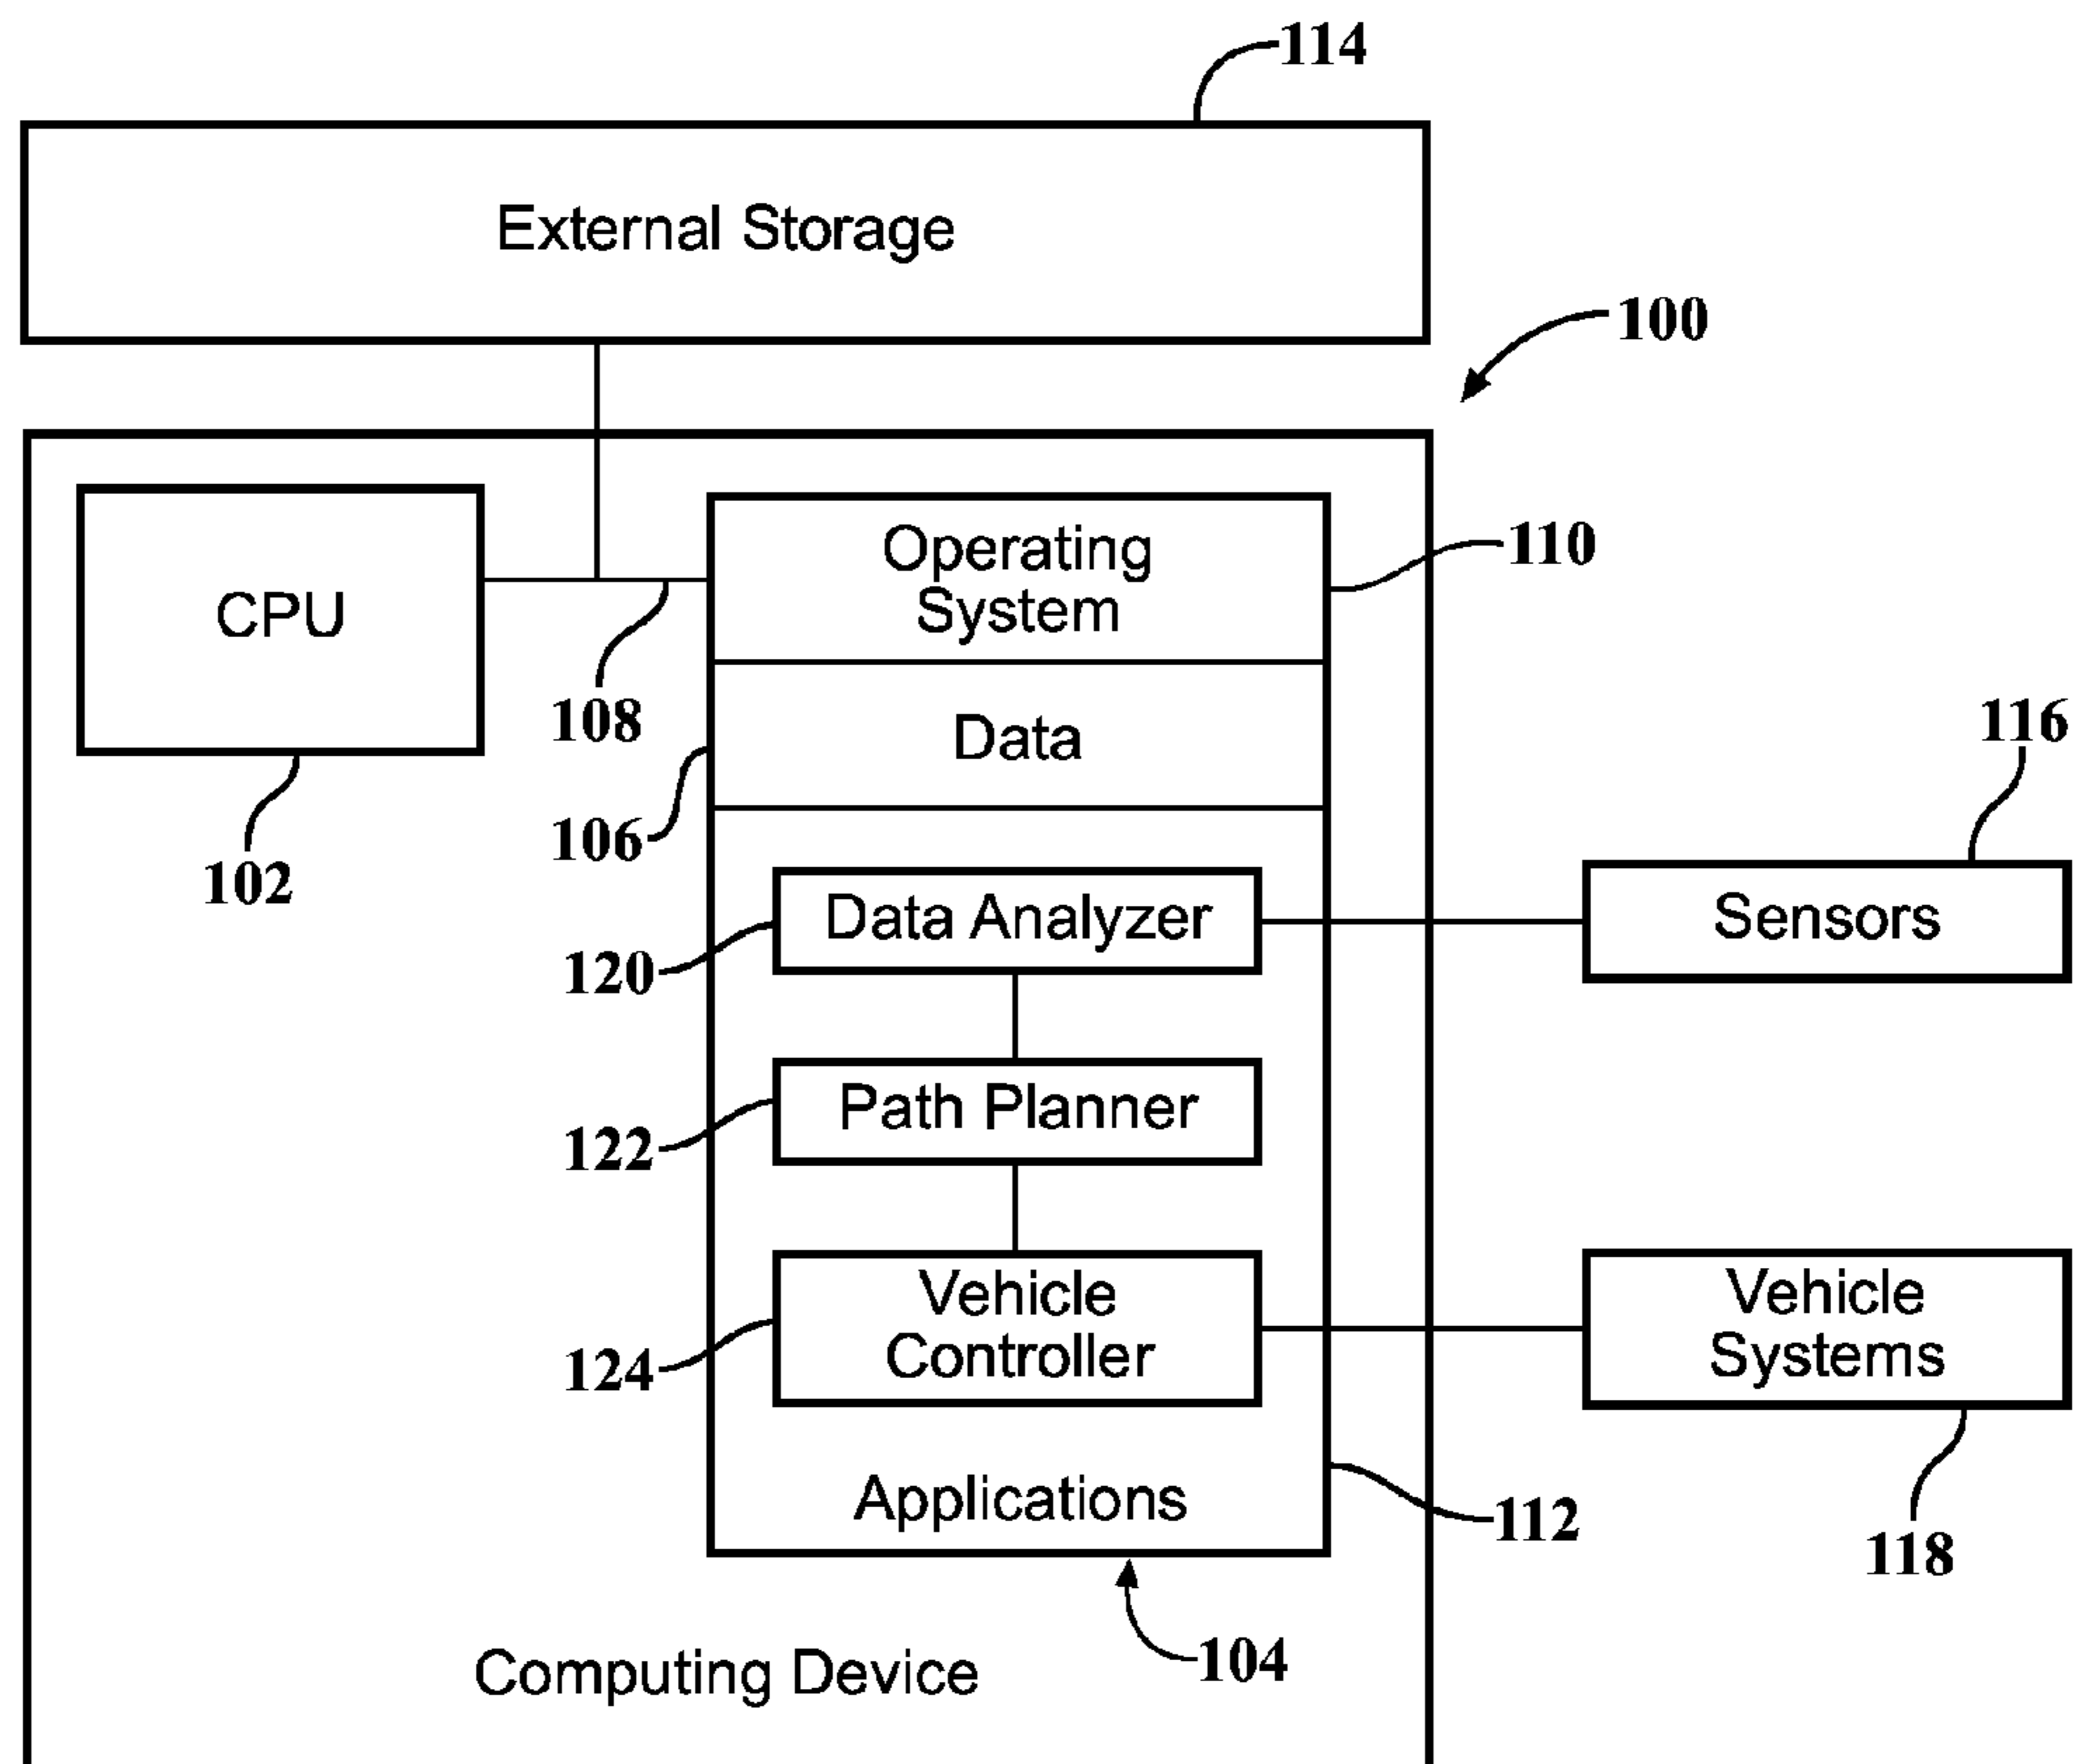 114
External Storage
100
CPU
Operating
System
110
108
Data
116
106
102
Data Analyzer
Sensors
120
Path Planner
122
Vehicle
Controller
Vehicle
Systems
124
Applications
112
118
104
Computing Device